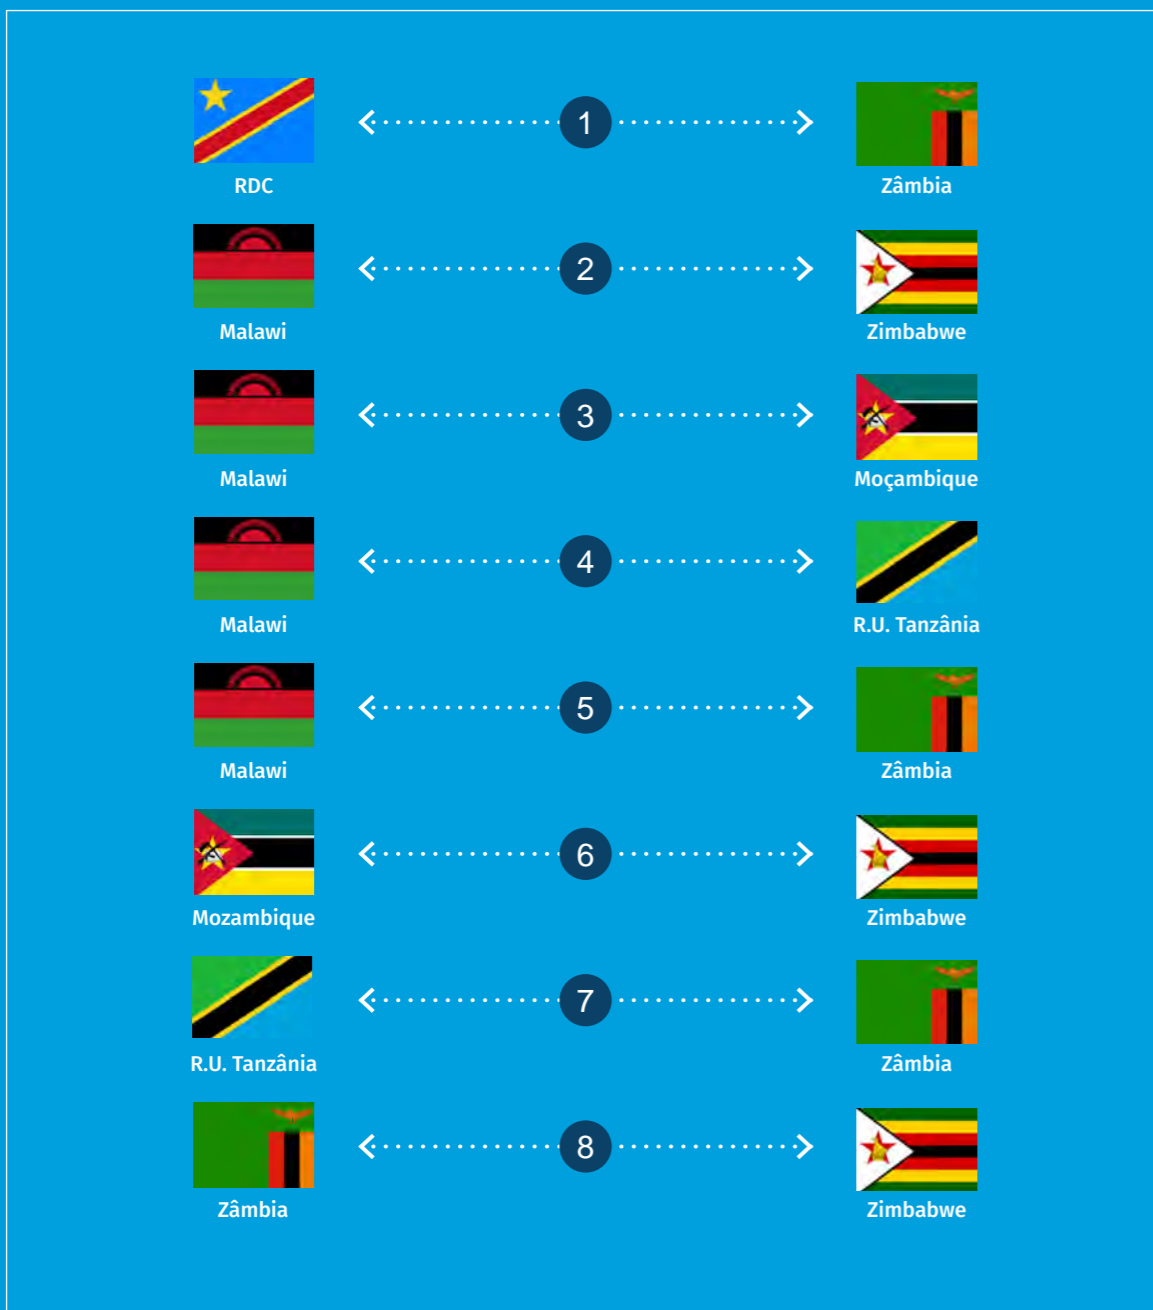 1
RDC
Zâmbia
2
Malawi
Zimbabwe
3
Malawi
Moçambique
4
Malawi
R.U. Tanzânia
5
Malawi
Zâmbia
6
Mozambique
Zimbabwe
7
R.U. Tanzânia
Zâmbia
8
Zâmbia
Zimbabwe